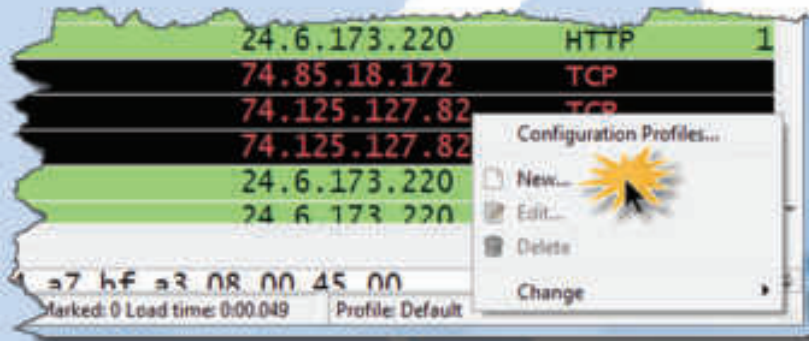 24.6.173.220 HTTP 1
74.85.18.172 TCP
74.125.127.82 TCP
74.125.127.82
24.6.173.220
24.6.173.220
Configuration Profiles...
New...
Edit...
Delete
Change
a7 bf a3 08 00 45 00
Marked: 0 Load time: 0:00.049 Profile: Default